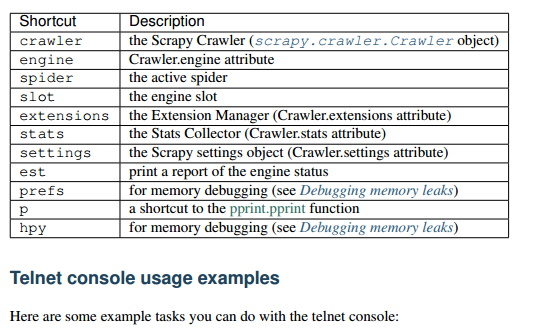 Shortcut Description
crawler the Scrapy Crawler (scrapy.crawler.Crawler object)
engine Crawler.engine attribute
spider the active spider
slot the engine slot
extensions the Extension Manager (Crawler.extensions attribute)
stats the Stats Collector (Crawler.stats attribute)
settings the Scrapy settings object (Crawler.settings attribute)
est print a report of the engine status
prefs for memory debugging (see Debugging memory leaks)
p a shortcut to the pprint.pprint function
hpy for memory debugging (see Debugging memory leaks)
Telnet console usage examples
Here are some example tasks you can do with the telnet console: